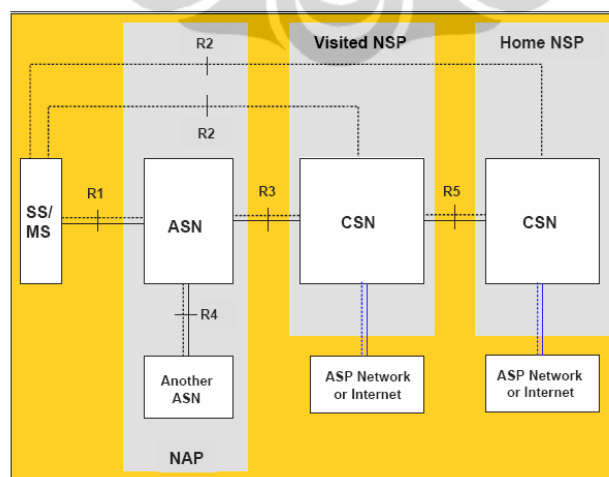 R2
Visited NSP
Home NSP
R2
SS/
MS
R1
ASN
R3
CSN
R5
CSN
R4
Another
ASN
ASP Network
or Internet
ASP Network
or Internet
NAP